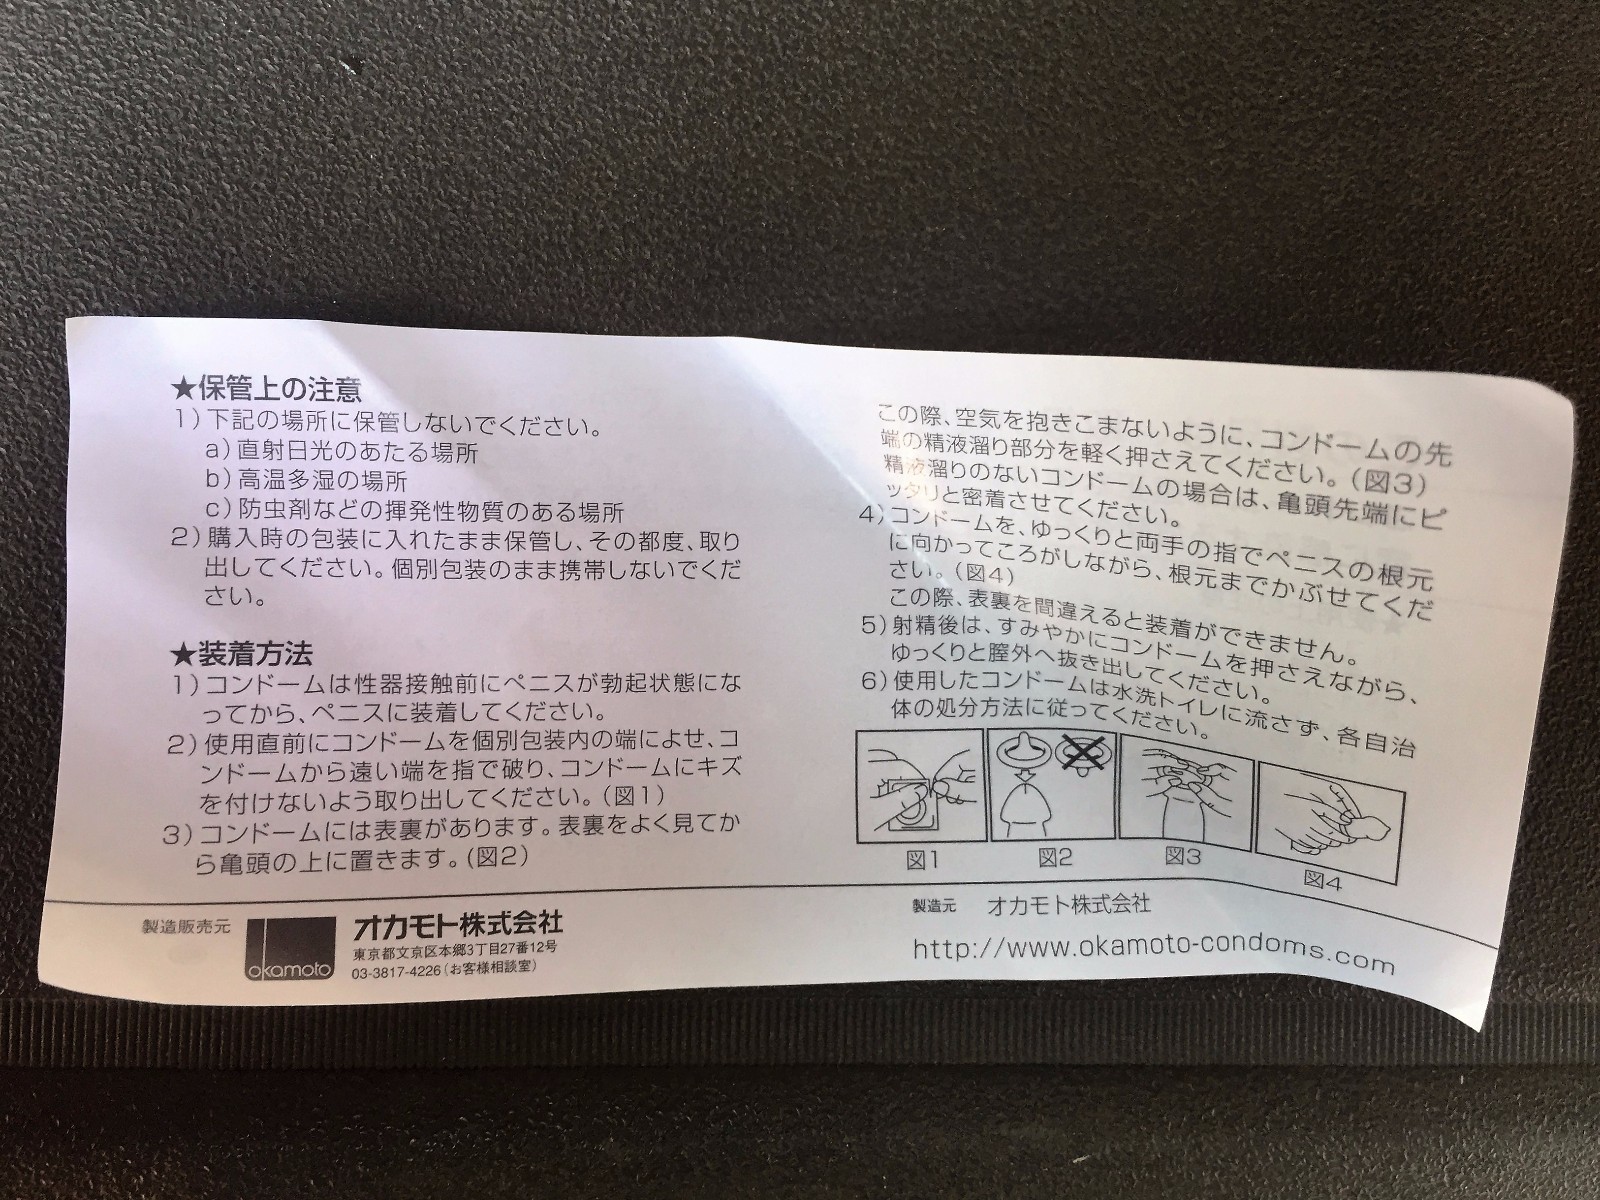 ★保管上の注意
1)下記の場所に保管しないでください。
a)直射日光のあたる場所
b)高温多湿の場所
c)防虫剤などの揮発性物質のある場所
2)購入時の包装に入れたまま保管し、その都度、取り
出してください。個別包装のまま携帯しないでくだ
さい。
★装着方法
1)コンドームは性器接触前にペニスが勃起状態にな
ってから、ペニスに装着してください。
2)使用直前にコンドームを個別包装内の端によせ、コ
ンドームから遠い端を指で破り、コンドームにキズ
を付けないよう取り出してください。(図1)
3)コンドームには表裏があります。表裏をよく見てか
ら亀頭の上に置きます。(図2)
この際、空気を抱きこまないように、コンドームの先
端の精液溜り部分を軽く押さえてください。(図3)
精液溜りのないコンドームの場合は、亀頭先端にピ
ッタリと密着させてください。
4)コンドームを、ゆっくりと両手の指でペニスの根元
に向かってころがしながら、根元までかぶせてくだ
さい。(図4)
この際、表裏を間違えると装着ができません。
5)射精後は、すみやかにコンドームを押さえながら、
ゆっくりと膣外へ抜き出してください。
6)使用したコンドームは水洗トイレに流さず、各自治
体の処分方法に従ってください。
図1
図2
図3
図4
製造販売元
okamoto
オカモト株式会社
東京都文京区本郷3丁目27番12号
03-3817-4226(お客様相談室)
製造元 オカモト株式会社
http://www.okamoto-condoms.com